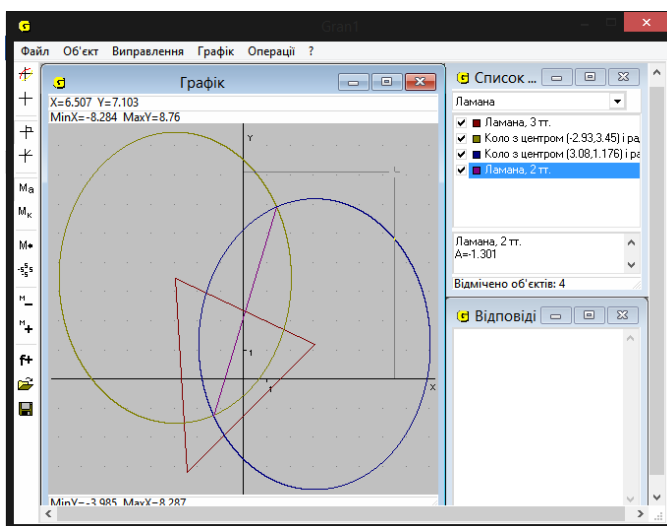 Gran1
Файл Об'єкт Виправлення Графік Операції ?
Графік
X=6.507 Y=7.103
MinX=-8.284 MaxY=8.76
Y
1
1
X
MinY=-3.985 MaxX=8.287
Ma
Mк
M
M
M
f+
Список ...
Ламана
Ламана, 3 тт.
Коло з центром (-2.93,3.45) і рад
Коло з центром (3.08,1.176) і ра
Ламана, 2 тт.
Ламана, 2 тт.
A=-1.301
Відмічено об'єктів: 4
Відповіді